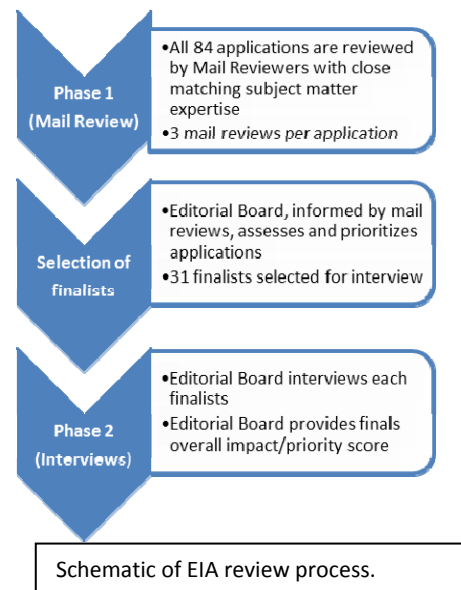 Phase 1
(Mail Review)
•All 84 applications are reviewed
by Mail Reviewers with close
matching subject matter
expertise
•3 mail reviews per application
Selection of
finalists
•Editorial Board, informed by mail
reviews, assesses and prioritizes
applications
•31 finalists selected for interview
Phase 2
(Interviews)
•Editorial Board interviews each
finalists
•Editorial Board provides finals
overall impact/priority score
Schematic of EIA review process.